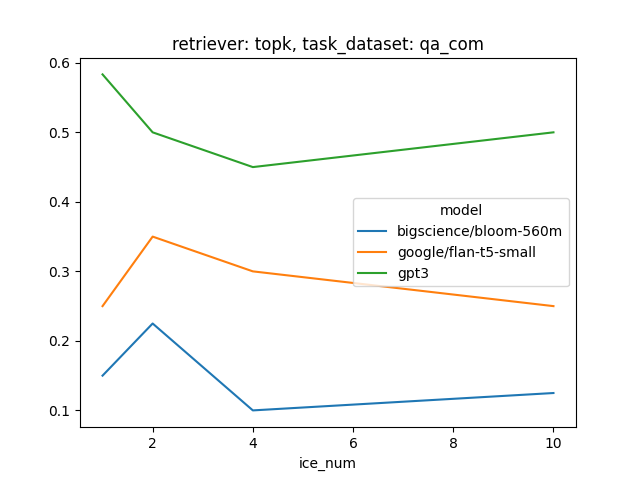 retriever: topk, task_dataset: qa_com
0.6
0.5
0.4
0.3
0.2
0.1
model
bigscience/bloom-560m
google/flan-t5-small
gpt3
2
4
6
8
10
ice_num